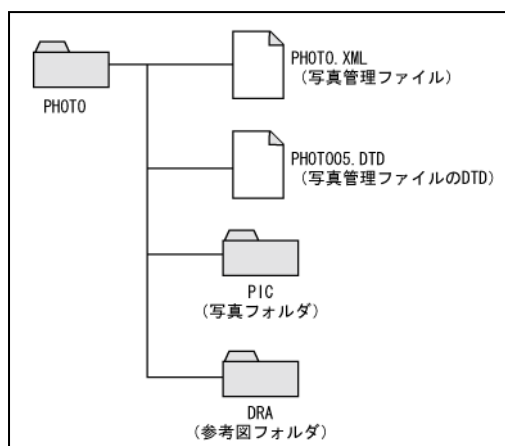 PHOTO
PHOTO.XML
(写真管理ファイル)
PHOTO05.DTD
(写真管理ファイルのDTD)
PIC
(写真フォルダ)
DRA
(参考図フォルダ)